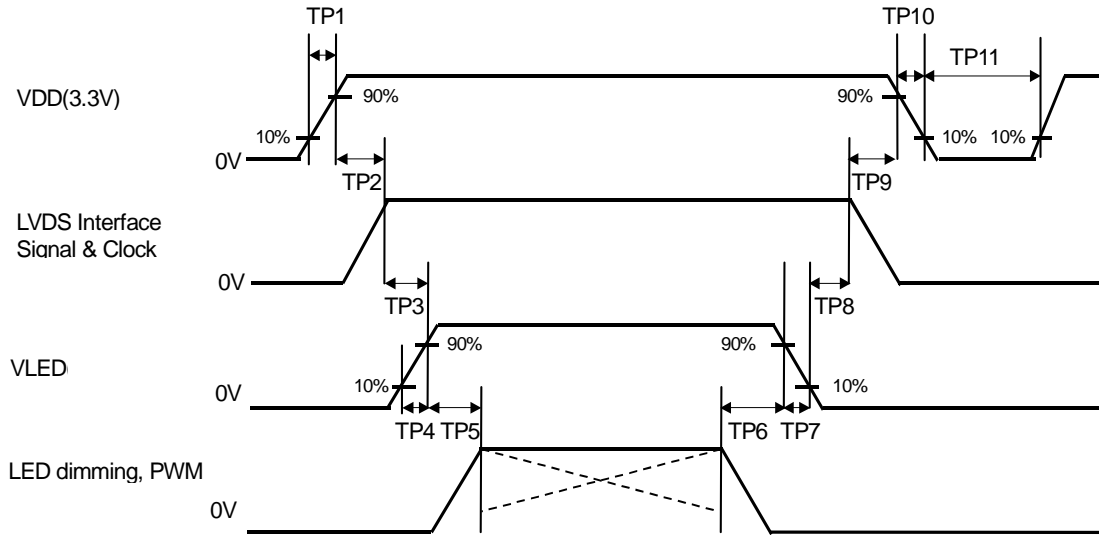 TP1
TP10
TP11
VDD(3.3V)
90%
90%
10%
10%
10%
0V
TP2
TP9
LVDS Interface
Signal & Clock
0V
TP3
TP8
VLED
90%
90%
10%
10%
0V
TP4
TP5
TP6
TP7
LED dimming, PWM
0V